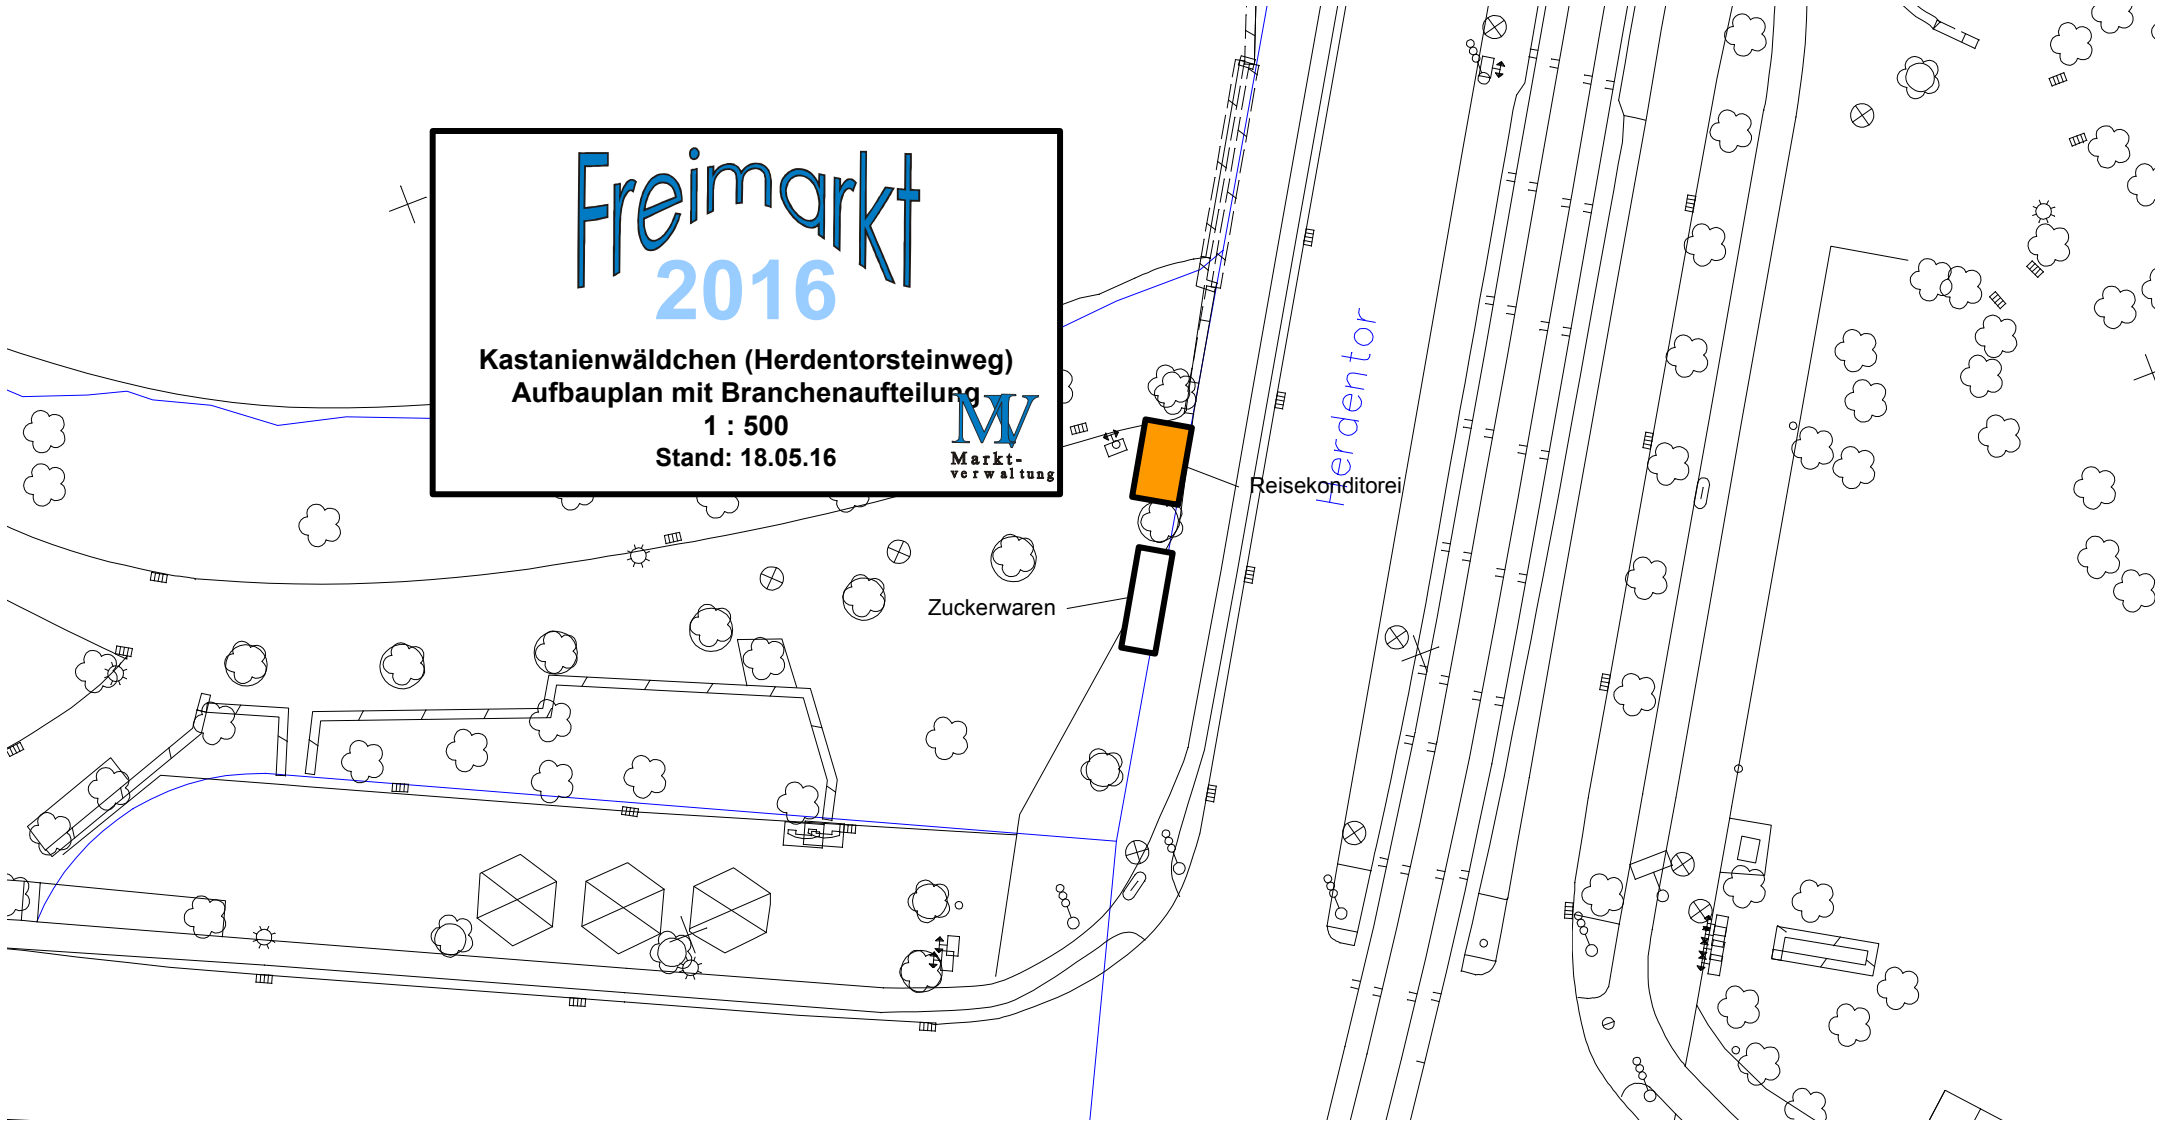 Freimarkt
2016
Kastanienwäldchen (Herdentorsteinweg)
Aufbauplan mit Branchenaufteilung
1 : 500
Stand: 18.05.16
MV
Markt-
verwaltung
Herdentor
Reisekonditorei
Zuckerwaren